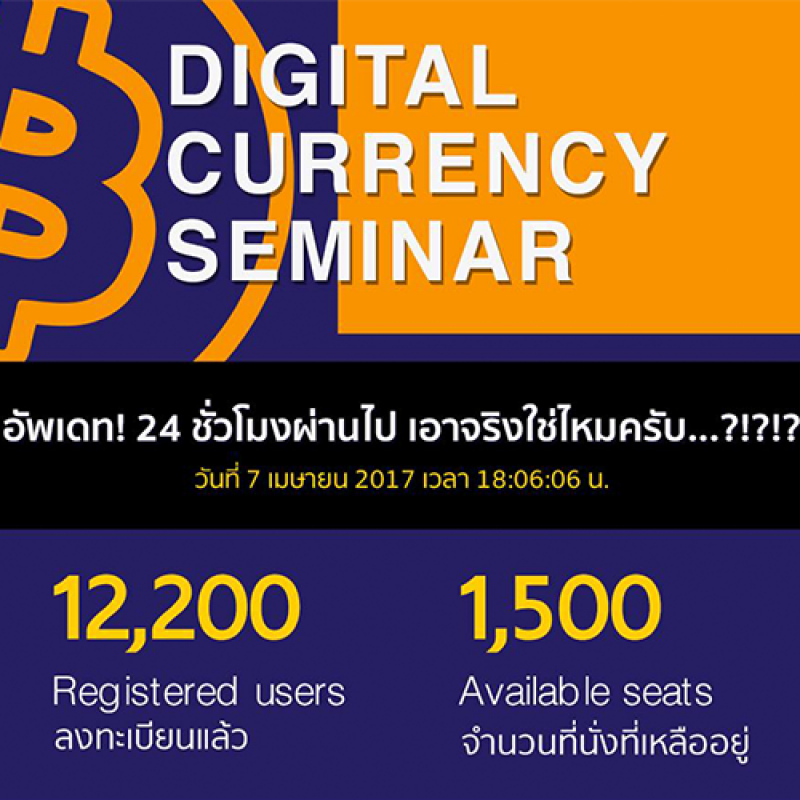 DIGITAL
CURRENCY
SEMINAR
อัพเดท! 24 ชั่วโมงผ่านไป เอาจริงใช่ไหมครับ...?!?!?
วันที่ 7 เมษายน 2017 เวลา 18:06:06 น.
12,200
Registered users
ลงทะเบียนแล้ว
1,500
Available seats
จำนวนที่นั่งที่เหลืออยู่